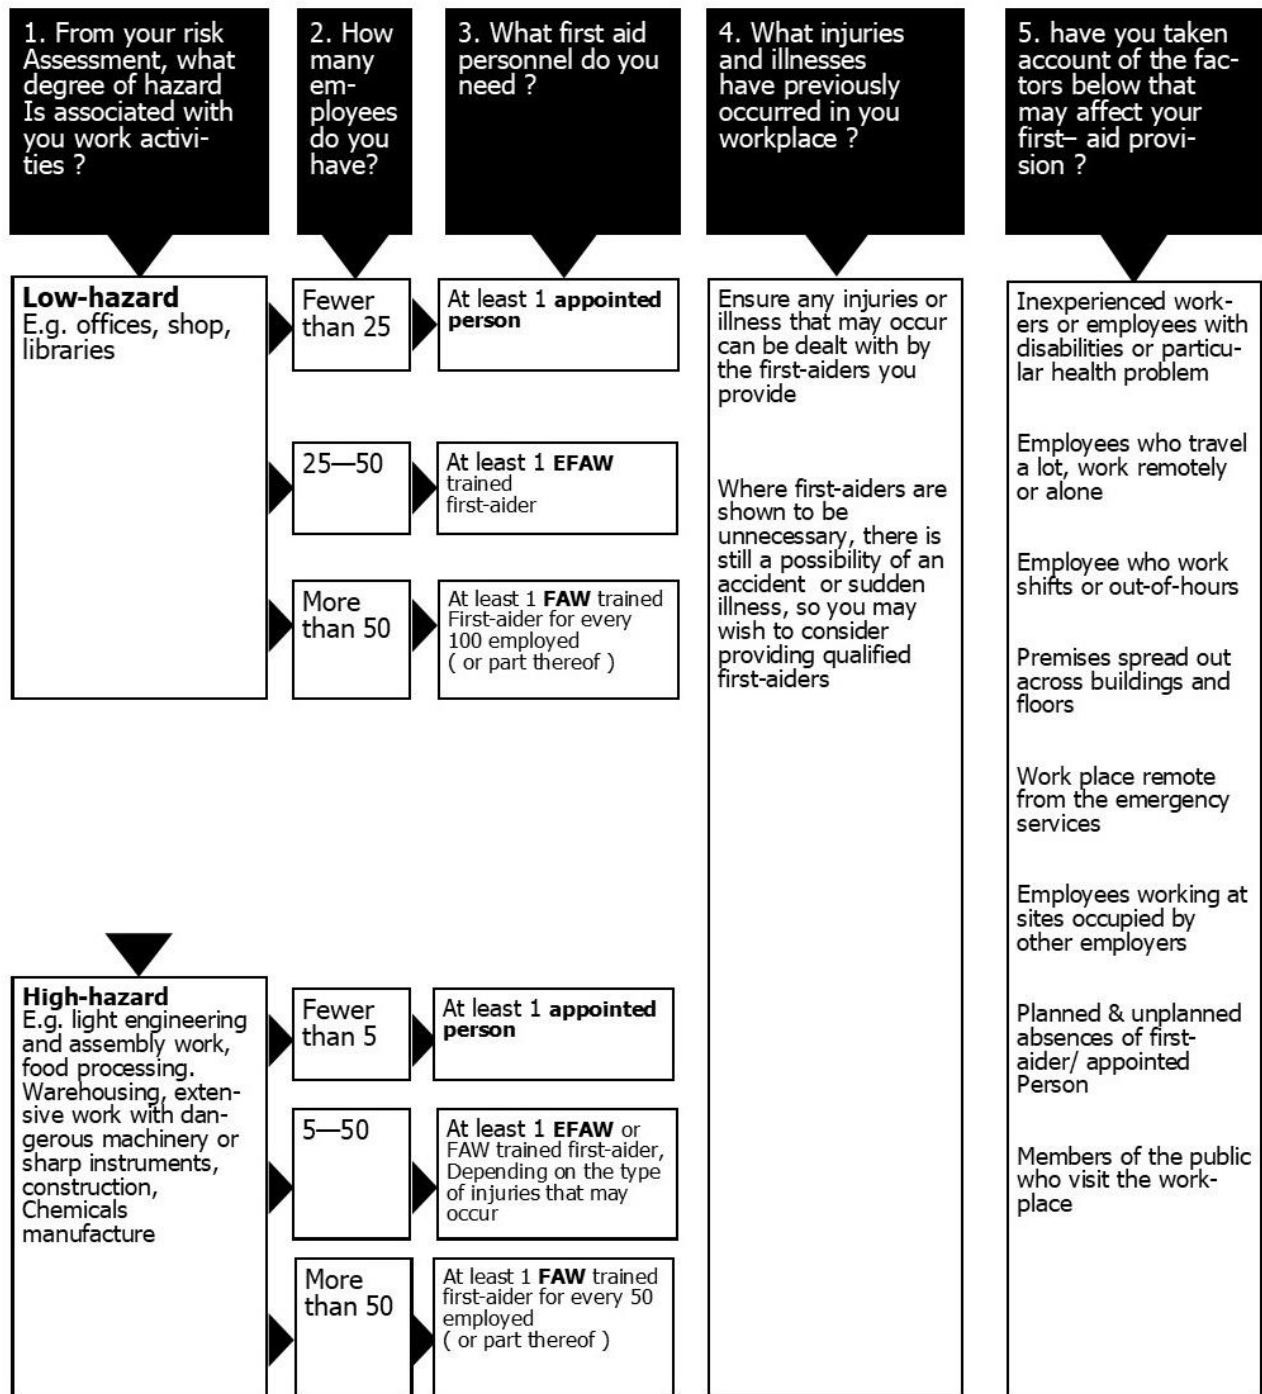 1. From your risk
Assessment, what
degree of hazard
Is associated with
you work activi-
ties ?
2. How
many
em-
ployees
do you
have?
3. What first aid
personnel do you
need ?
4. What injuries
and illnesses
have previously
occurred in you
workplace ?
5. have you taken
account of the fac-
tors below that
may affect your
first– aid provi-
sion ?
Low-hazard
E.g. offices, shop,
libraries
Fewer
than 25
At least 1 appointed
person
25—50
At least 1 EFAW
trained
first-aider
More
than 50
At least 1 FAW trained
First-aider for every
100 employed
( or part thereof )
High-hazard
E.g. light engineering
and assembly work,
food processing.
Warehousing, exten-
sive work with dan-
gerous machinery or
sharp instruments,
construction,
Chemicals
manufacture
Fewer
than 5
At least 1 appointed
person
5—50
At least 1 EFAW or
FAW trained first-aider,
Depending on the type
of injuries that may
occur
More
than 50
At least 1 FAW trained
first-aider for every 50
employed
( or part thereof )
Ensure any injuries or
illness that may occur
can be dealt with by
the first-aiders you
provide
Where first-aiders are
shown to be
unnecessary, there is
still a possibility of an
accident or sudden
illness, so you may
wish to consider
providing qualified
first-aiders
Inexperienced work-
ers or employees with
disabilities or particu-
lar health problem
Employees who travel
a lot, work remotely
or alone
Employee who work
shifts or out-of-hours
Premises spread out
across buildings and
floors
Work place remote
from the emergency
services
Employees working at
sites occupied by
other employers
Planned & unplanned
absences of first-
aider/ appointed
Person
Members of the public
who visit the work-
place